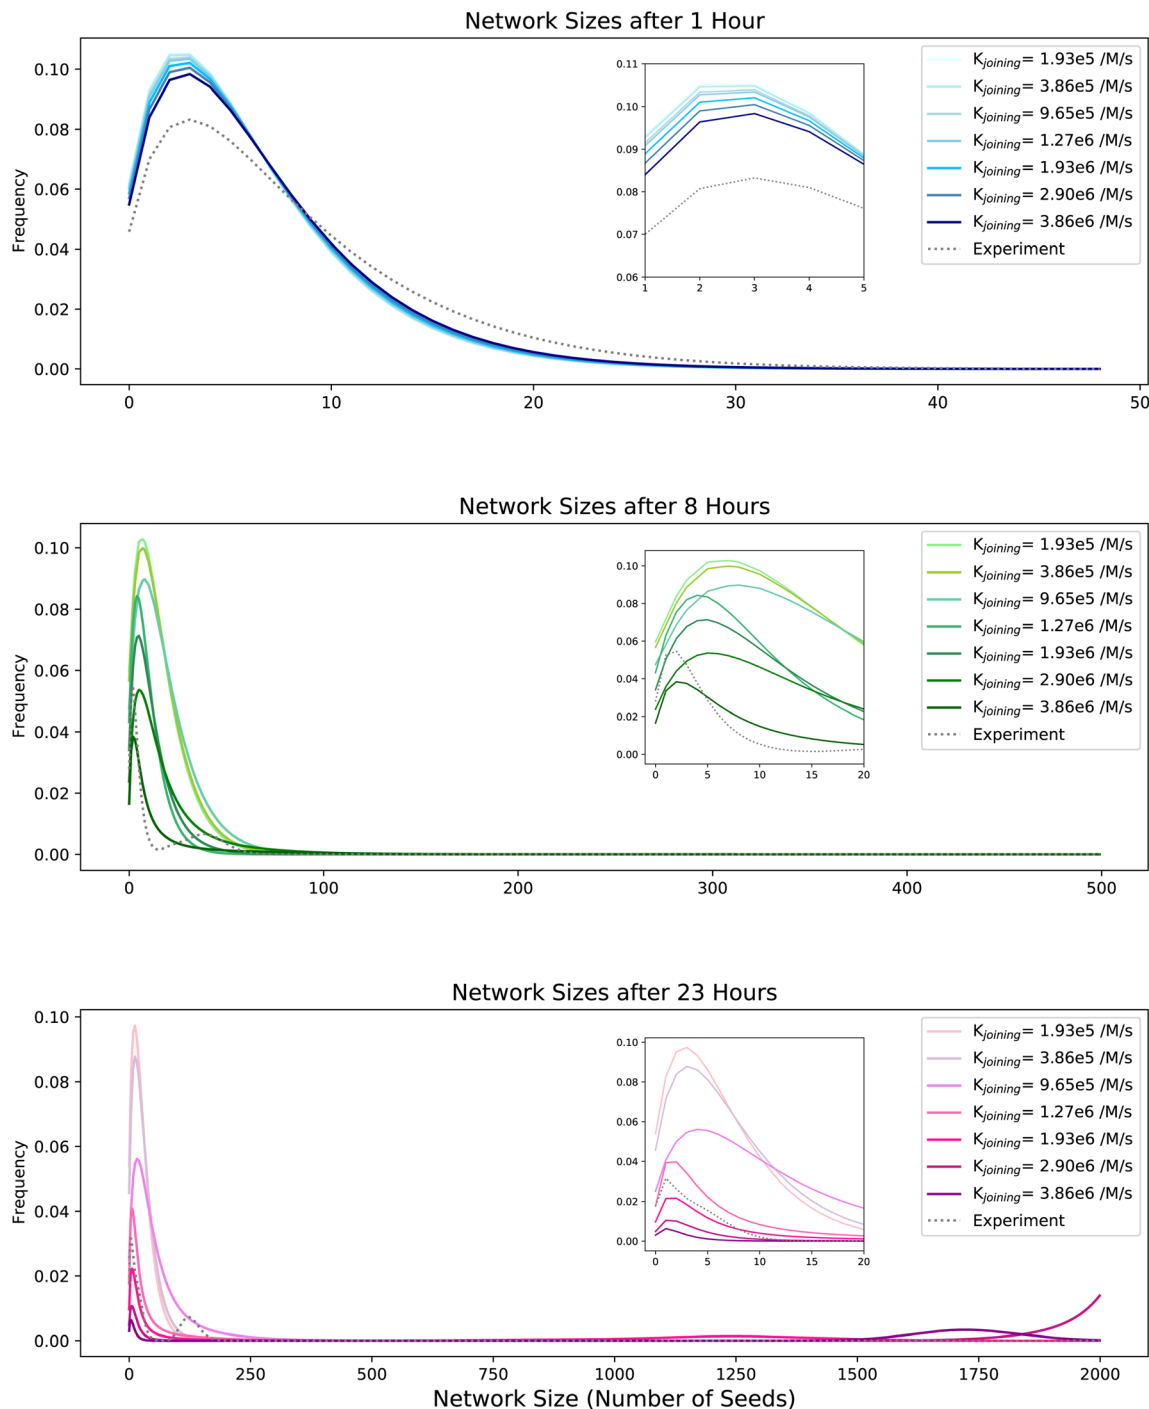 Network Sizes after 1 Hour
Frequency
0.10
0.08
0.06
0.04
0.02
0.00
0 10 20 30 40 50
0.11
0.10
0.09
0.08
0.07
0.06
1 2 3 4 5
Kjoining= 1.93e5 /M/s
Kjoining= 3.86e5 /M/s
Kjoining= 9.65e5 /M/s
Kjoining= 1.27e6 /M/s
Kjoining= 1.93e6 /M/s
Kjoining= 2.90e6 /M/s
Kjoining= 3.86e6 /M/s
Experiment
Network Sizes after 8 Hours
Frequency
0.10
0.08
0.06
0.04
0.02
0.00
0 100 200 300 400 500
0.10
0.08
0.06
0.04
0.02
0.00
0 5 10 15 20
Kjoining= 1.93e5 /M/s
Kjoining= 3.86e5 /M/s
Kjoining= 9.65e5 /M/s
Kjoining= 1.27e6 /M/s
Kjoining= 1.93e6 /M/s
Kjoining= 2.90e6 /M/s
Kjoining= 3.86e6 /M/s
Experiment
Network Sizes after 23 Hours
Frequency
0.10
0.08
0.06
0.04
0.02
0.00
0 250 500 750 1000 1250 1500 1750 2000
0.10
0.08
0.06
0.04
0.02
0.00
0 5 10 15 20
Kjoining= 1.93e5 /M/s
Kjoining= 3.86e5 /M/s
Kjoining= 9.65e5 /M/s
Kjoining= 1.27e6 /M/s
Kjoining= 1.93e6 /M/s
Kjoining= 2.90e6 /M/s
Kjoining= 3.86e6 /M/s
Experiment
Network Size (Number of Seeds)